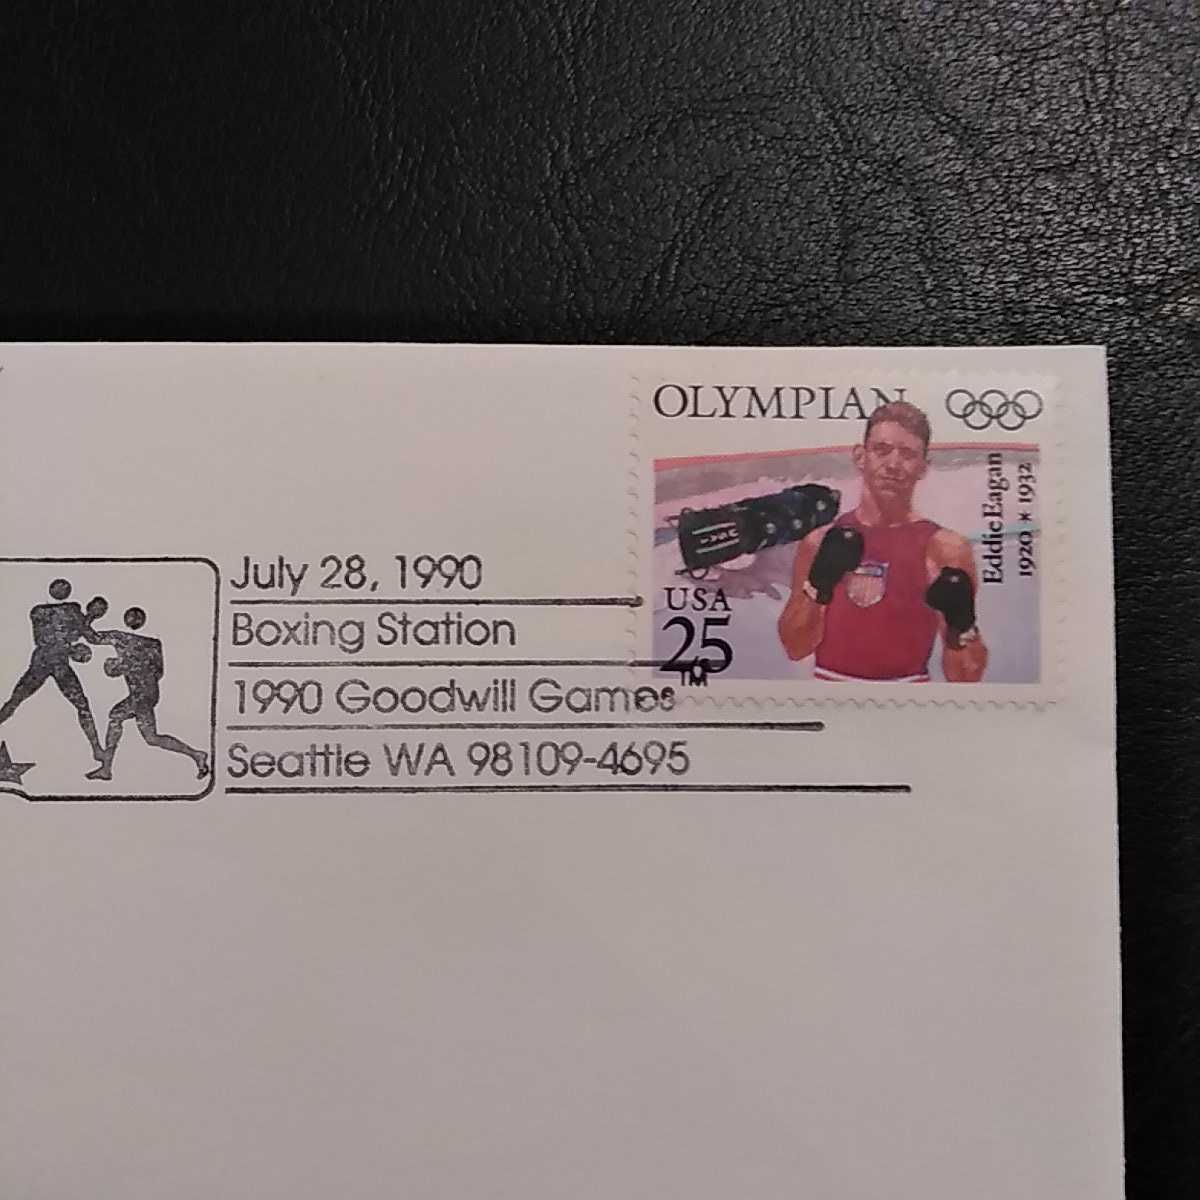 OLYMPIAN
Eddie Eagan
1920 * 1932
USA
25
July 28, 1990
Boxing Station
TM
1990 Goodwill Games
Seattle WA 98109-4695